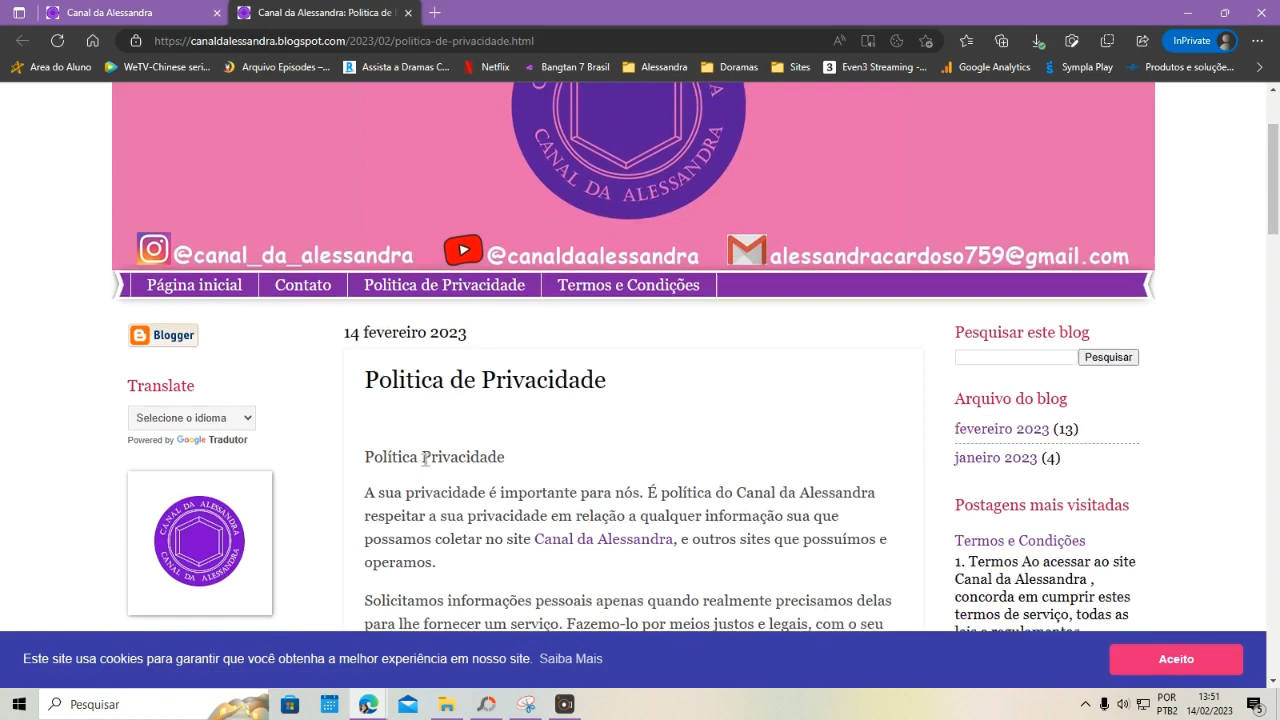 Canal da Alessandra
Canal da Alessandra: Politica de
https://canaldalessandra.blogspot.com/2023/02/politica-de-privacidade.html
InPrivate
Area do Aluno
WeTV-Chinese seri...
Arquivo Episodes –...
Assista a Dramas C...
Netflix
Bangtan 7 Brasil
Alessandra
Doramas
Sites
Even3 Streaming -...
Google Analytics
Sympla Play
Produtos e soluçõe...
CANAL DA ALESSANDRA
@canal_da_alessandra
@canaldaalessandra
alessandracardoso759@gmail.com
Página inicial
Contato
Politica de Privacidade
Termos e Condições
Blogger
Translate
Selecione o idioma
Powered by Google Tradutor
CANAL DA ALESSANDRA
CANAL DA ALESSANDRA
14 fevereiro 2023
Politica de Privacidade
Política Privacidade
A sua privacidade é importante para nós. É política do Canal da Alessandra
respeitar a sua privacidade em relação a qualquer informação sua que
possamos coletar no site Canal da Alessandra, e outros sites que possuímos e
operamos.
Solicitamos informações pessoais apenas quando realmente precisamos delas
para lhe fornecer um serviço. Fazemo-lo por meios justos e legais, com o seu
Pesquisar este blog
Pesquisar
Arquivo do blog
fevereiro 2023 (13)
janeiro 2023 (4)
Postagens mais visitadas
Termos e Condições
1. Termos Ao acessar ao site
Canal da Alessandra ,
concorda em cumprir estes
termos de serviço, todas as
leis e regulamentos
Este site usa cookies para garantir que você obtenha a melhor experiência em nosso site. Saiba Mais
Aceito
Pesquisar
POR
PTB2
13:51
14/02/2023
5